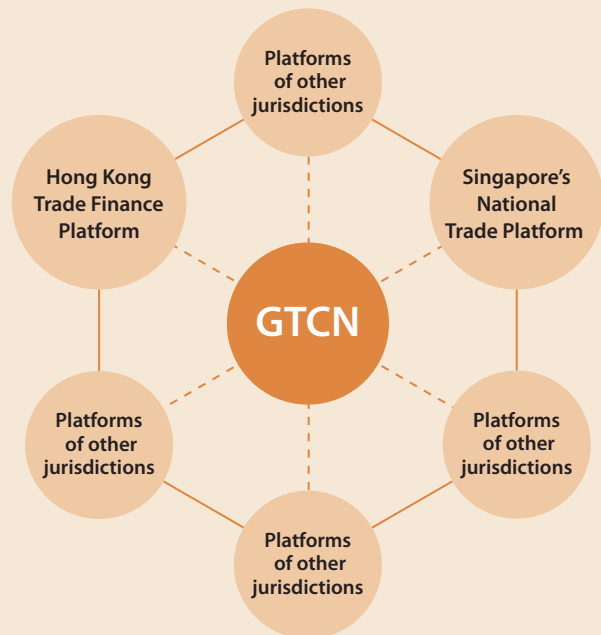 Platforms
of other
jurisdictions
Hong Kong
Trade Finance
Platform
Singapore's
National
Trade Platform
GTCN
Platforms
of other
jurisdictions
Platforms
of other
jurisdictions
Platforms
of other
jurisdictions